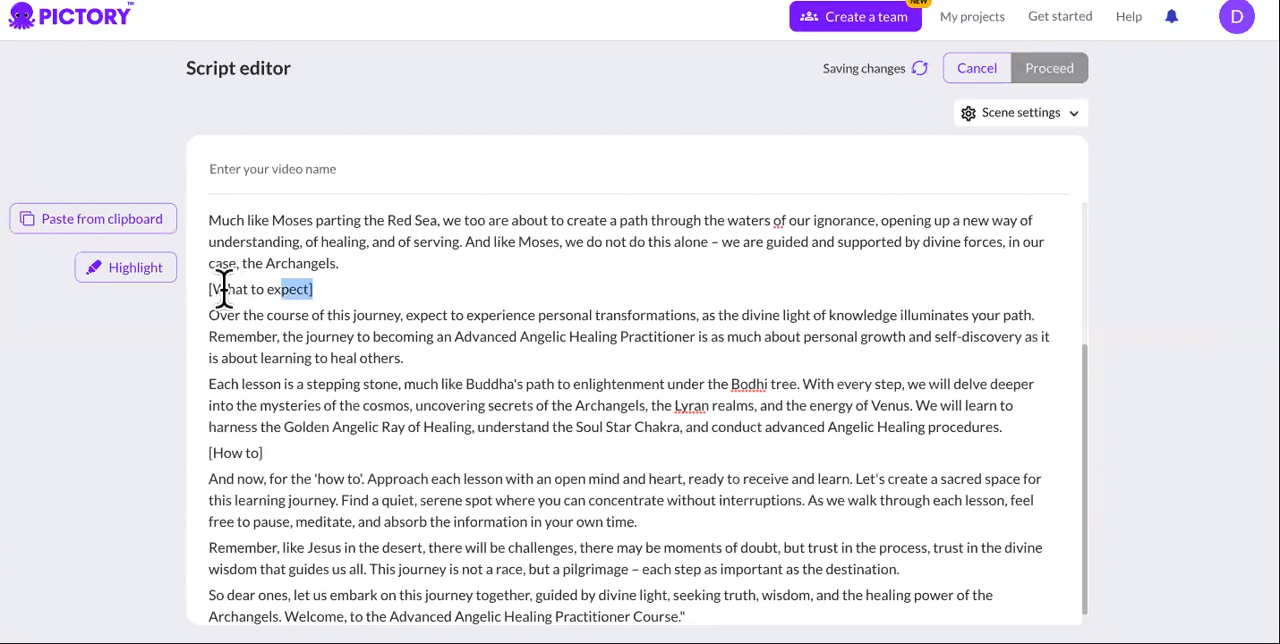 PICTORY™
NEW
Create a team
My projects
Get started
Help
D
Script editor
Saving changes
Cancel
Proceed
Scene settings
Enter your video name
Paste from clipboard
Highlight
Much like Moses parting the Red Sea, we too are about to create a path through the waters of our ignorance, opening up a new way of
understanding, of healing, and of serving. And like Moses, we do not do this alone – we are guided and supported by divine forces, in our
case, the Archangels.
[What to expect]
Over the course of this journey, expect to experience personal transformations, as the divine light of knowledge illuminates your path.
Remember, the journey to becoming an Advanced Angelic Healing Practitioner is as much about personal growth and self-discovery as it
is about learning to heal others.
Each lesson is a stepping stone, much like Buddha's path to enlightenment under the Bodhi tree. With every step, we will delve deeper
into the mysteries of the cosmos, uncovering secrets of the Archangels, the Lyran realms, and the energy of Venus. We will learn to
harness the Golden Angelic Ray of Healing, understand the Soul Star Chakra, and conduct advanced Angelic Healing procedures.
[How to]
And now, for the 'how to'. Approach each lesson with an open mind and heart, ready to receive and learn. Let's create a sacred space for
this learning journey. Find a quiet, serene spot where you can concentrate without interruptions. As we walk through each lesson, feel
free to pause, meditate, and absorb the information in your own time.
Remember, like Jesus in the desert, there will be challenges, there may be moments of doubt, but trust in the process, trust in the divine
wisdom that guides us all. This journey is not a race, but a pilgrimage – each step as important as the destination.
So dear ones, let us embark on this journey together, guided by divine light, seeking truth, wisdom, and the healing power of the
Archangels. Welcome, to the Advanced Angelic Healing Practitioner Course."